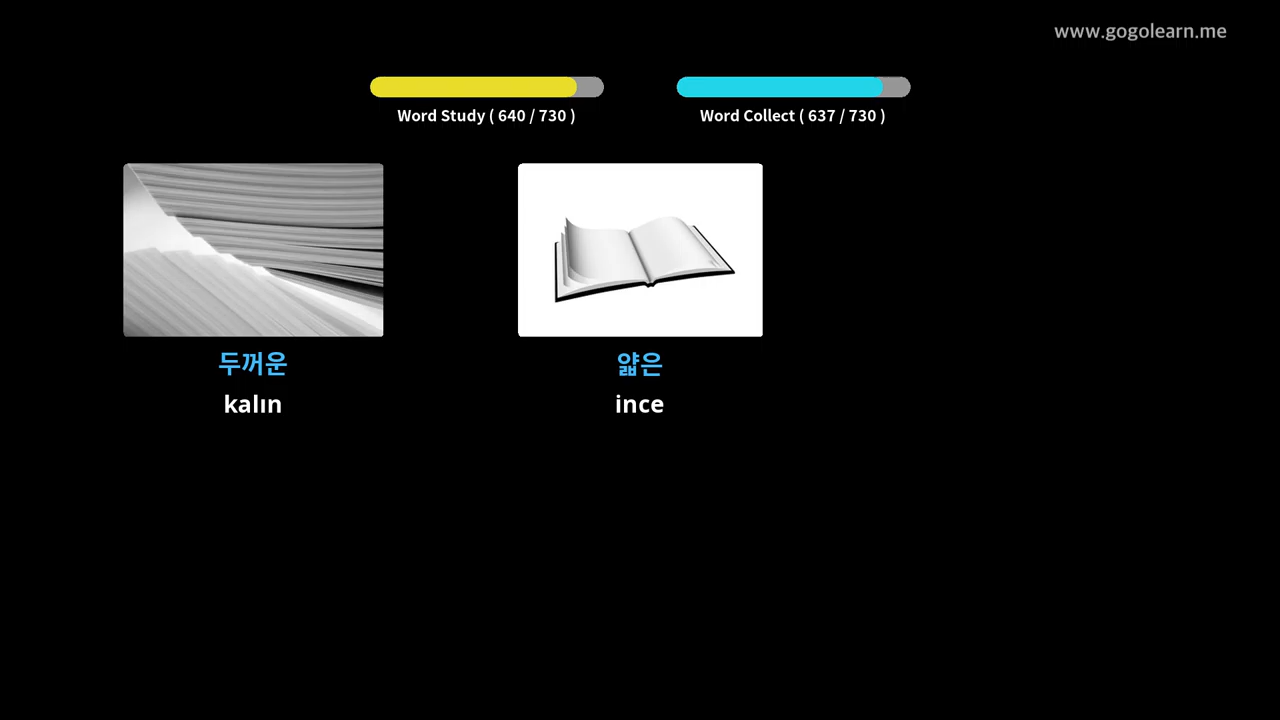 www.gogolearn.me
Word Study ( 640 / 730 )
Word Collect ( 637 / 730 )
두꺼운
kalın
얇은
ince